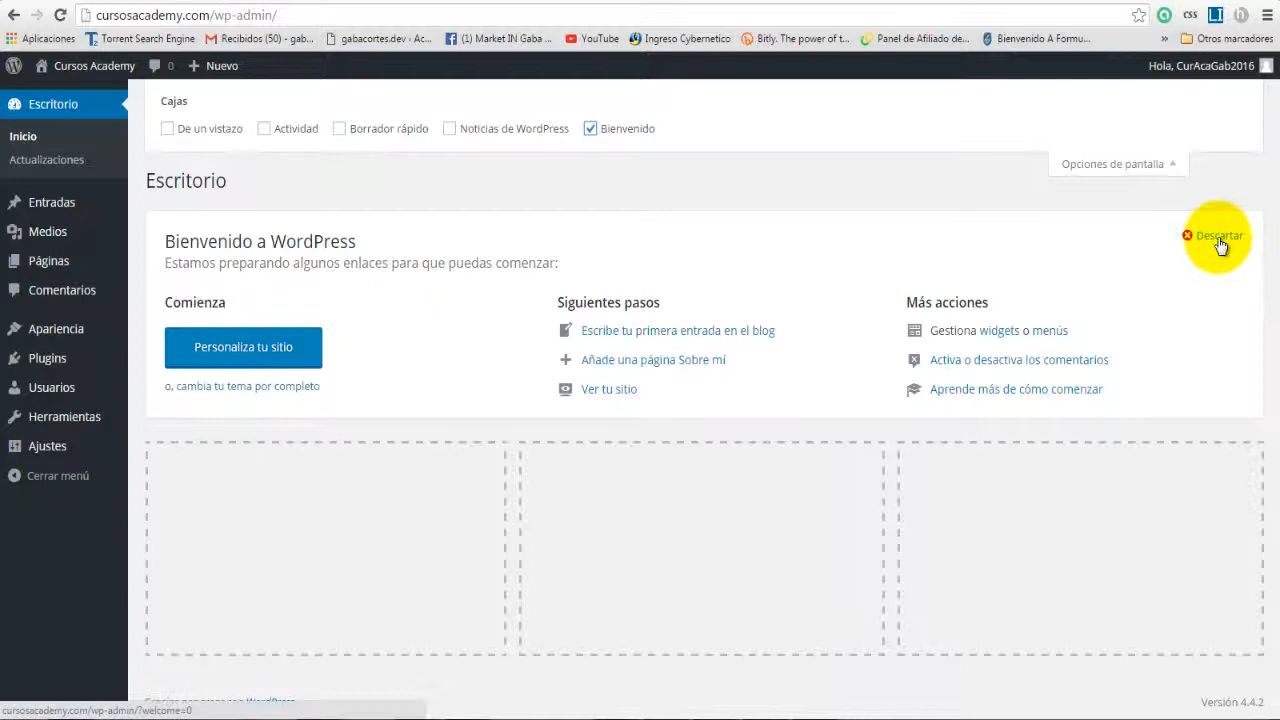 cursosacademy.com/wp-admin/
CSS
Aplicaciones Torrent Search Engine Recibidos (50) - gab... gabacortes.dev › Ac... (1) Market IN Gaba ... YouTube Ingreso Cybernetico Bitly. The power of t... Panel de Afiliado de... Bienvenido A Formu... » Otros marcadores
Cursos Academy 0 Nuevo Hola, CurAcaGab2016
Escritorio
Inicio
Actualizaciones
Entradas
Medios
Páginas
Comentarios
Apariencia
Plugins
Usuarios
Herramientas
Ajustes
Cerrar menú
Cajas
De un vistazo Actividad Borrador rápido Noticias de WordPress Bienvenido
Opciones de pantalla
Escritorio
Descartar
Bienvenido a WordPress
Estamos preparando algunos enlaces para que puedas comenzar:
Comienza
Personaliza tu sitio
o, cambia tu tema por completo
Siguientes pasos
Escribe tu primera entrada en el blog
Añade una página Sobre mí
Ver tu sitio
Más acciones
Gestiona widgets o menús
Activa o desactiva los comentarios
Aprende más de cómo comenzar
WordPress
Versión 4.4.2
cursosacademy.com/wp-admin/?welcome=0